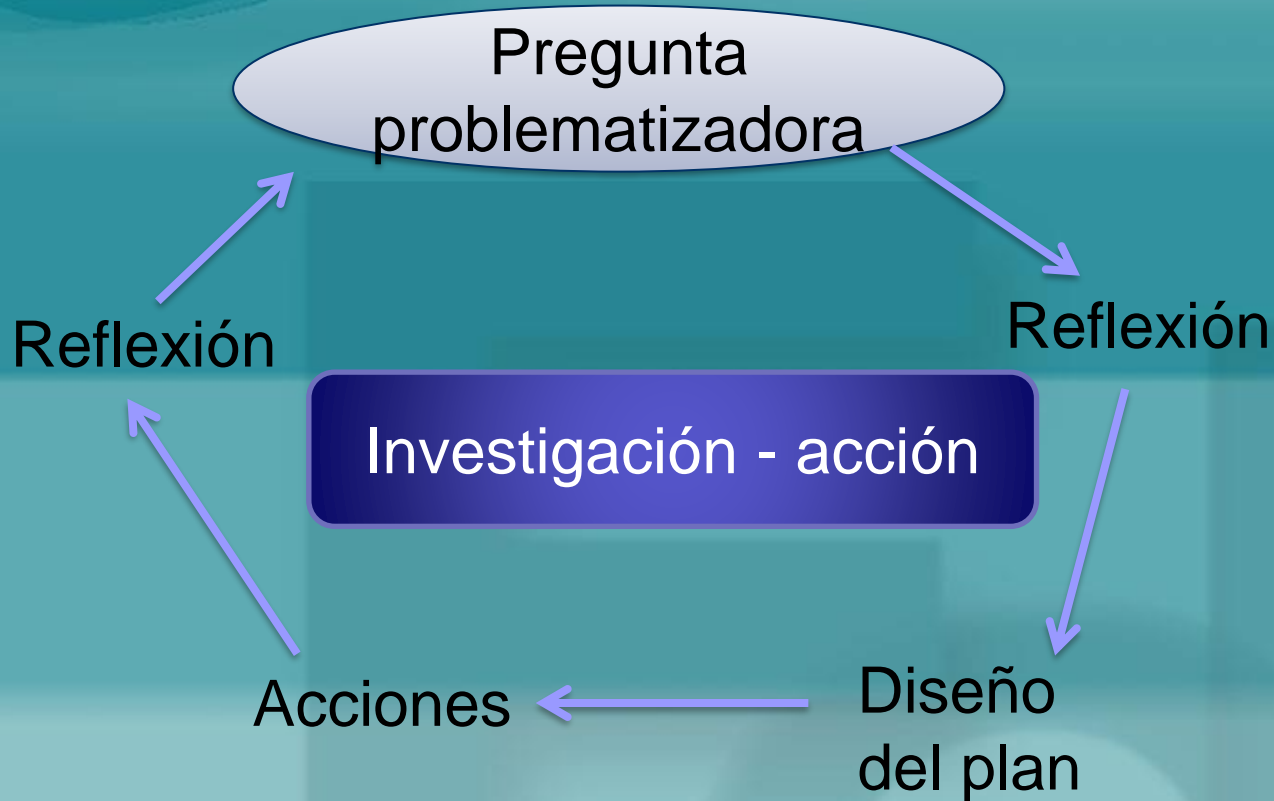 Pregunta
problematizadora
Reflexión
Reflexión
Investigación - acción
Acciones
Diseño
del plan